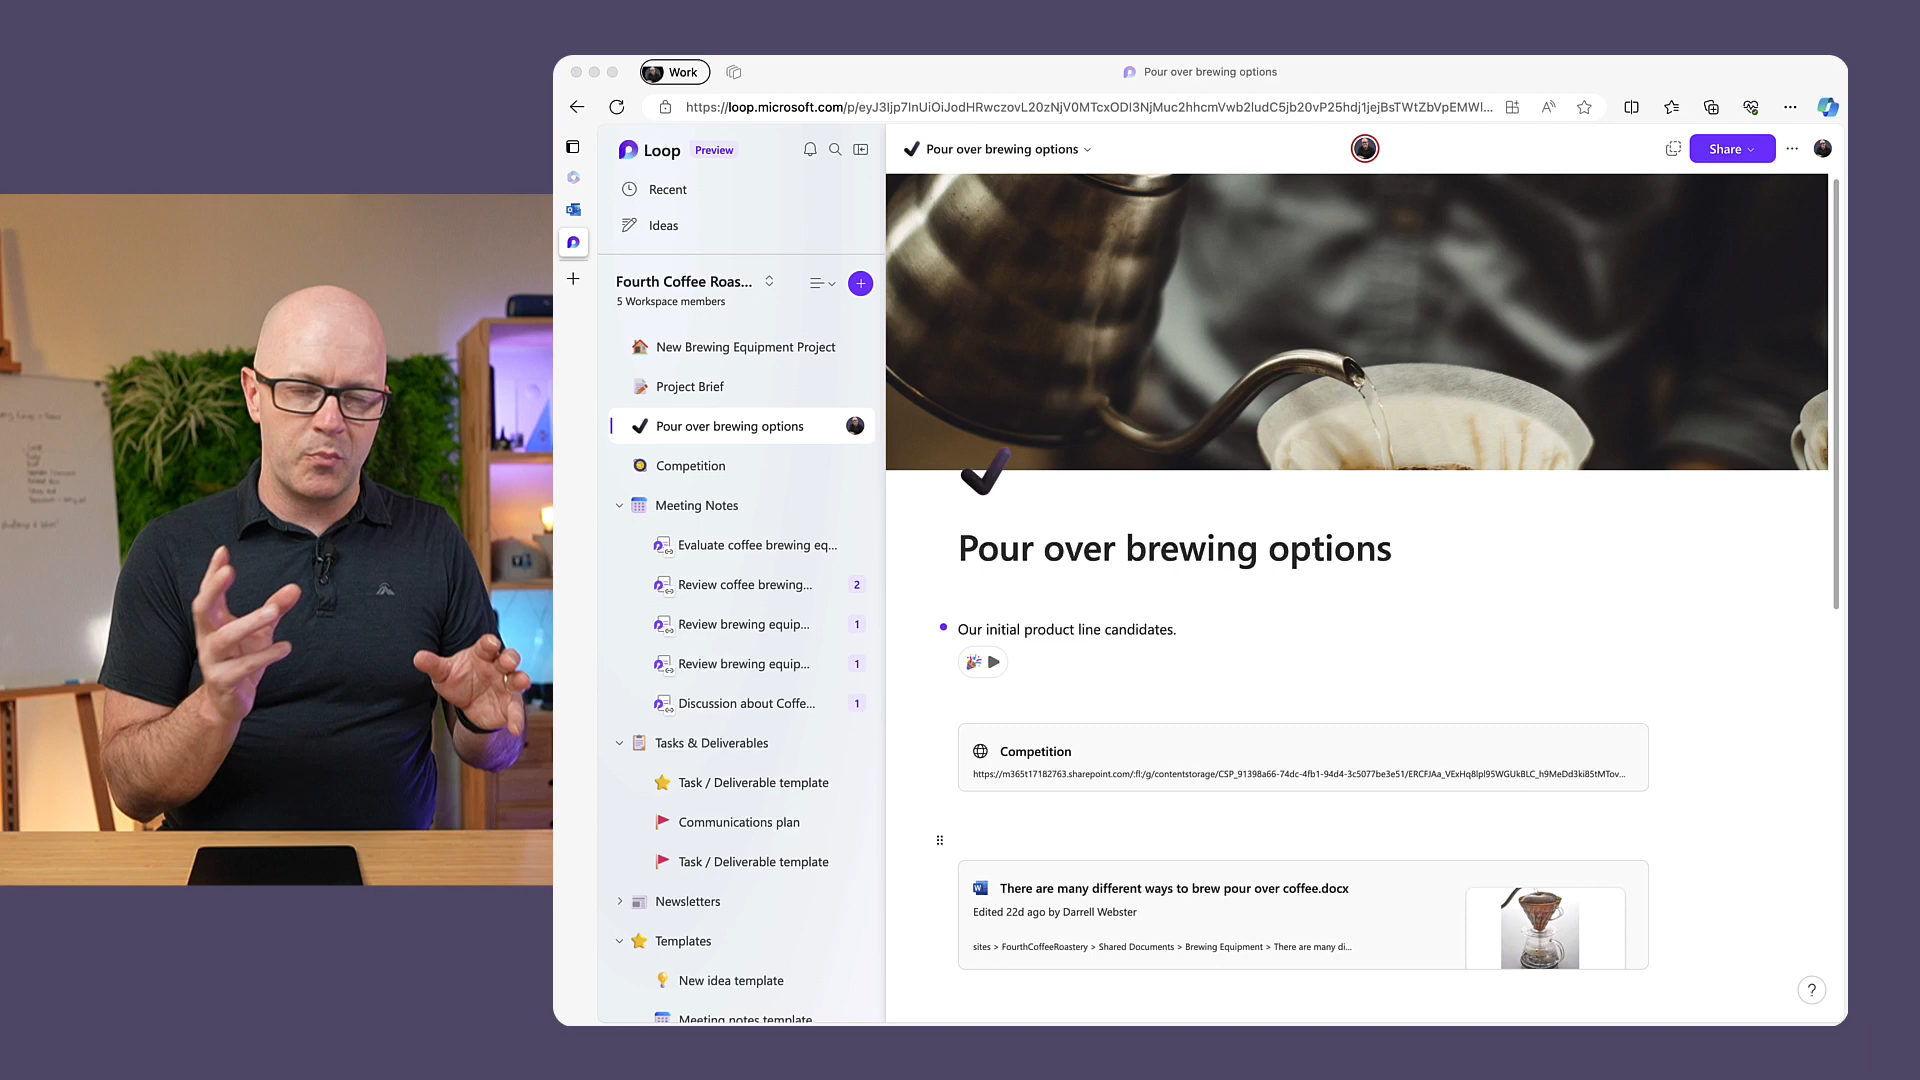 Work
Pour over brewing options
https://loop.microsoft.com/p/eyJ3Ijp7InUiOiJodHRwczovL20zNjV0MTcxODI3NjMuc2hhcmVwb2ludC5jb20vP25hdj1jejBsTWtZbVpEMWl...
Loop
Preview
Pour over brewing options
Share
Recent
Ideas
Fourth Coffee Roas...
5 Workspace members
New Brewing Equipment Project
Project Brief
Pour over brewing options
Competition
Meeting Notes
Evaluate coffee brewing eq...
Review coffee brewing... 2
Review brewing equip... 1
Review brewing equip... 1
Discussion about Coffe... 1
Tasks & Deliverables
Task / Deliverable template
Communications plan
Task / Deliverable template
Newsletters
Templates
New idea template
Meeting notes template
Pour over brewing options
Our initial product line candidates.
Competition
https://m365t17182763.sharepoint.com/:fl:/g/contentstorage/CSP_91398a66-74dc-4fb1-94d4-3c5077be3e51/ERCFJAa_VExHq8lpl95WGUkBLC_h9MeDd3ki85tMTov...
There are many different ways to brew pour over coffee.docx
Edited 22d ago by Darrell Webster
sites > FourthCoffeeRoastery > Shared Documents > Brewing Equipment > There are many di...
?